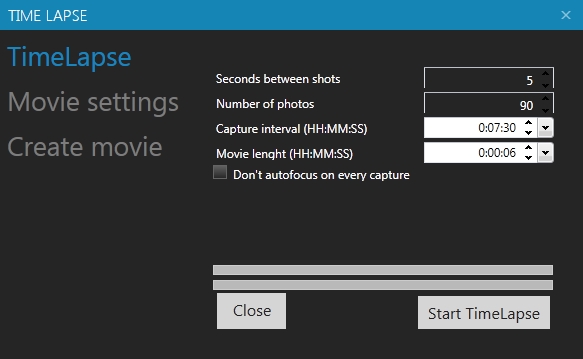 TIME LAPSE
TimeLapse
Movie settings
Create movie
Seconds between shots 5
Number of photos 90
Capture interval (HH:MM:SS) 0:07:30
Movie lenght (HH:MM:SS) 0:00:06
Don't autofocus on every capture
Close Start TimeLapse